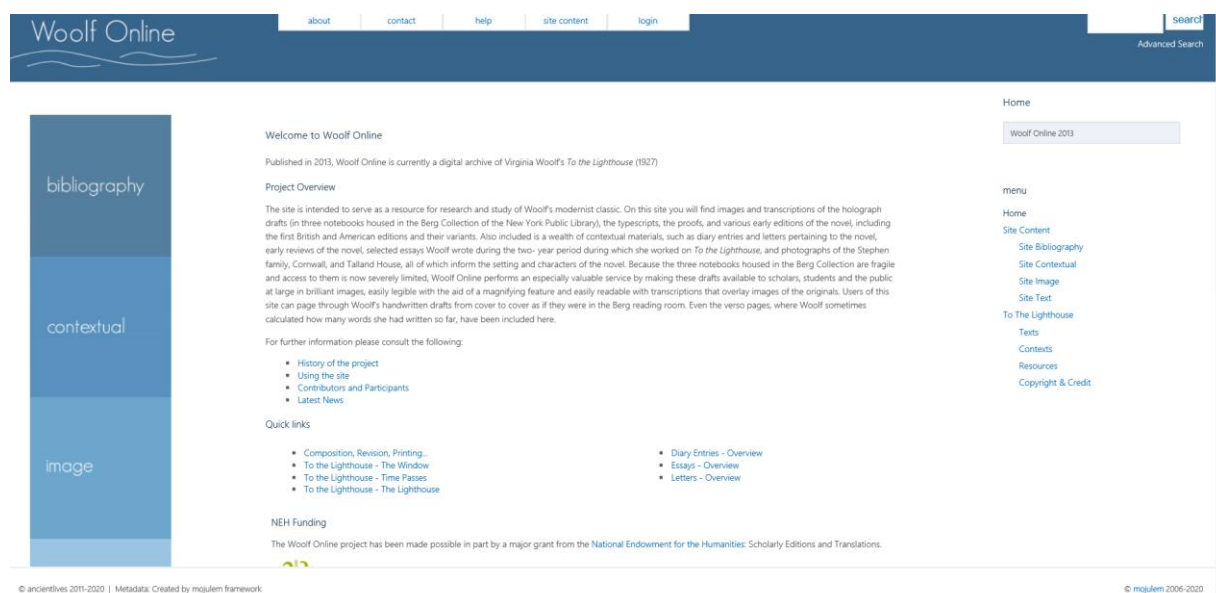 Woolf Online
about contact help site content login
search
Advanced Search
bibliography
contextual
image
Welcome to Woolf Online
Published in 2013, Woolf Online is currently a digital archive of Virginia Woolf's To the Lighthouse (1927)
Project Overview
The site is intended to serve as a resource for research and study of Woolf's modernist classic. On this site you will find images and transcriptions of the holograph
drafts (in three notebooks housed in the Berg Collection of the New York Public Library), the typescripts, the proofs, and various early editions of the novel, including
the first British and American editions and their variants. Also included is a wealth of contextual materials, such as diary entries and letters pertaining to the novel,
early reviews of the novel, selected essays Woolf wrote during the two- year period during which she worked on To the Lighthouse, and photographs of the Stephen
family, Cornwall, and Talland House, all of which inform the setting and characters of the novel. Because the three notebooks housed in the Berg Collection are fragile
and access to them is now severely limited, Woolf Online performs an especially valuable service by making these drafts available to scholars, students and the public
at large in brilliant images, easily legible with the aid of a magnifying feature and easily readable with transcriptions that overlay images of the originals. Users of this
site can page through Woolf's handwritten drafts from cover to cover as if they were in the Berg reading room. Even the verso pages, where Woolf sometimes
calculated how many words she had written so far, have been included here.
For further information please consult the following:
History of the project
Using the site
Contributors and Participants
Latest News
Quick links
Composition, Revision, Printing...
To the Lighthouse - The Window
To the Lighthouse - Time Passes
To the Lighthouse - The Lighthouse
Diary Entries - Overview
Essays - Overview
Letters - Overview
NEH Funding
The Woolf Online project has been made possible in part by a major grant from the National Endowment for the Humanities: Scholarly Editions and Translations.
Home
Woolf Online 2013
menu
Home
Site Content
Site Bibliography
Site Contextual
Site Image
Site Text
To The Lighthouse
Texts
Contexts
Resources
Copyright & Credit
© ancientlives 2011-2020 | Metadata: Created by mojulem framework
© mojulem 2006-2020